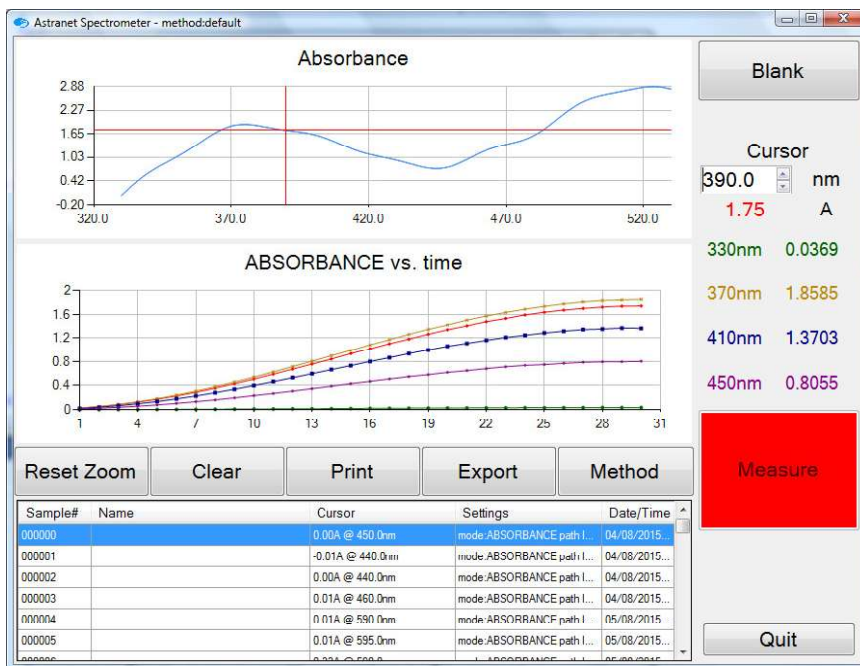 Astranet Spectrometer - method:default
Absorbance
2.88
2.27
1.65
1.03
0.42
-0.20
320.0 370.0 420.0 470.0 520.0
ABSORBANCE vs. time
2
1.6
1.2
0.8
0.4
0
1 4 7 10 13 16 19 22 25 28 31
Blank
Cursor
390.0 nm
1.75 A
330nm 0.0369
370nm 1.8585
410nm 1.3703
450nm 0.8055
Measure
Quit
Reset Zoom Clear Print Export Method
Sample# Name Cursor Settings Date/Time
000000 0.00A @ 450.0nm mode:ABSORBANCE path l... 04/08/2015...
000001 -0.01A @ 440.0nm mode:ABSORBANCE path l... 04/08/2015...
000002 0.00A @ 440.0nm mode:ABSORBANCE path l... 04/08/2015...
000003 0.01A @ 460.0nm mode:ABSORBANCE path l... 04/08/2015...
000004 0.01A @ 590.0nm mode:ABSORBANCE path l... 05/08/2015...
000005 0.01A @ 595.0nm mode:ABSORBANCE path l... 05/08/2015...